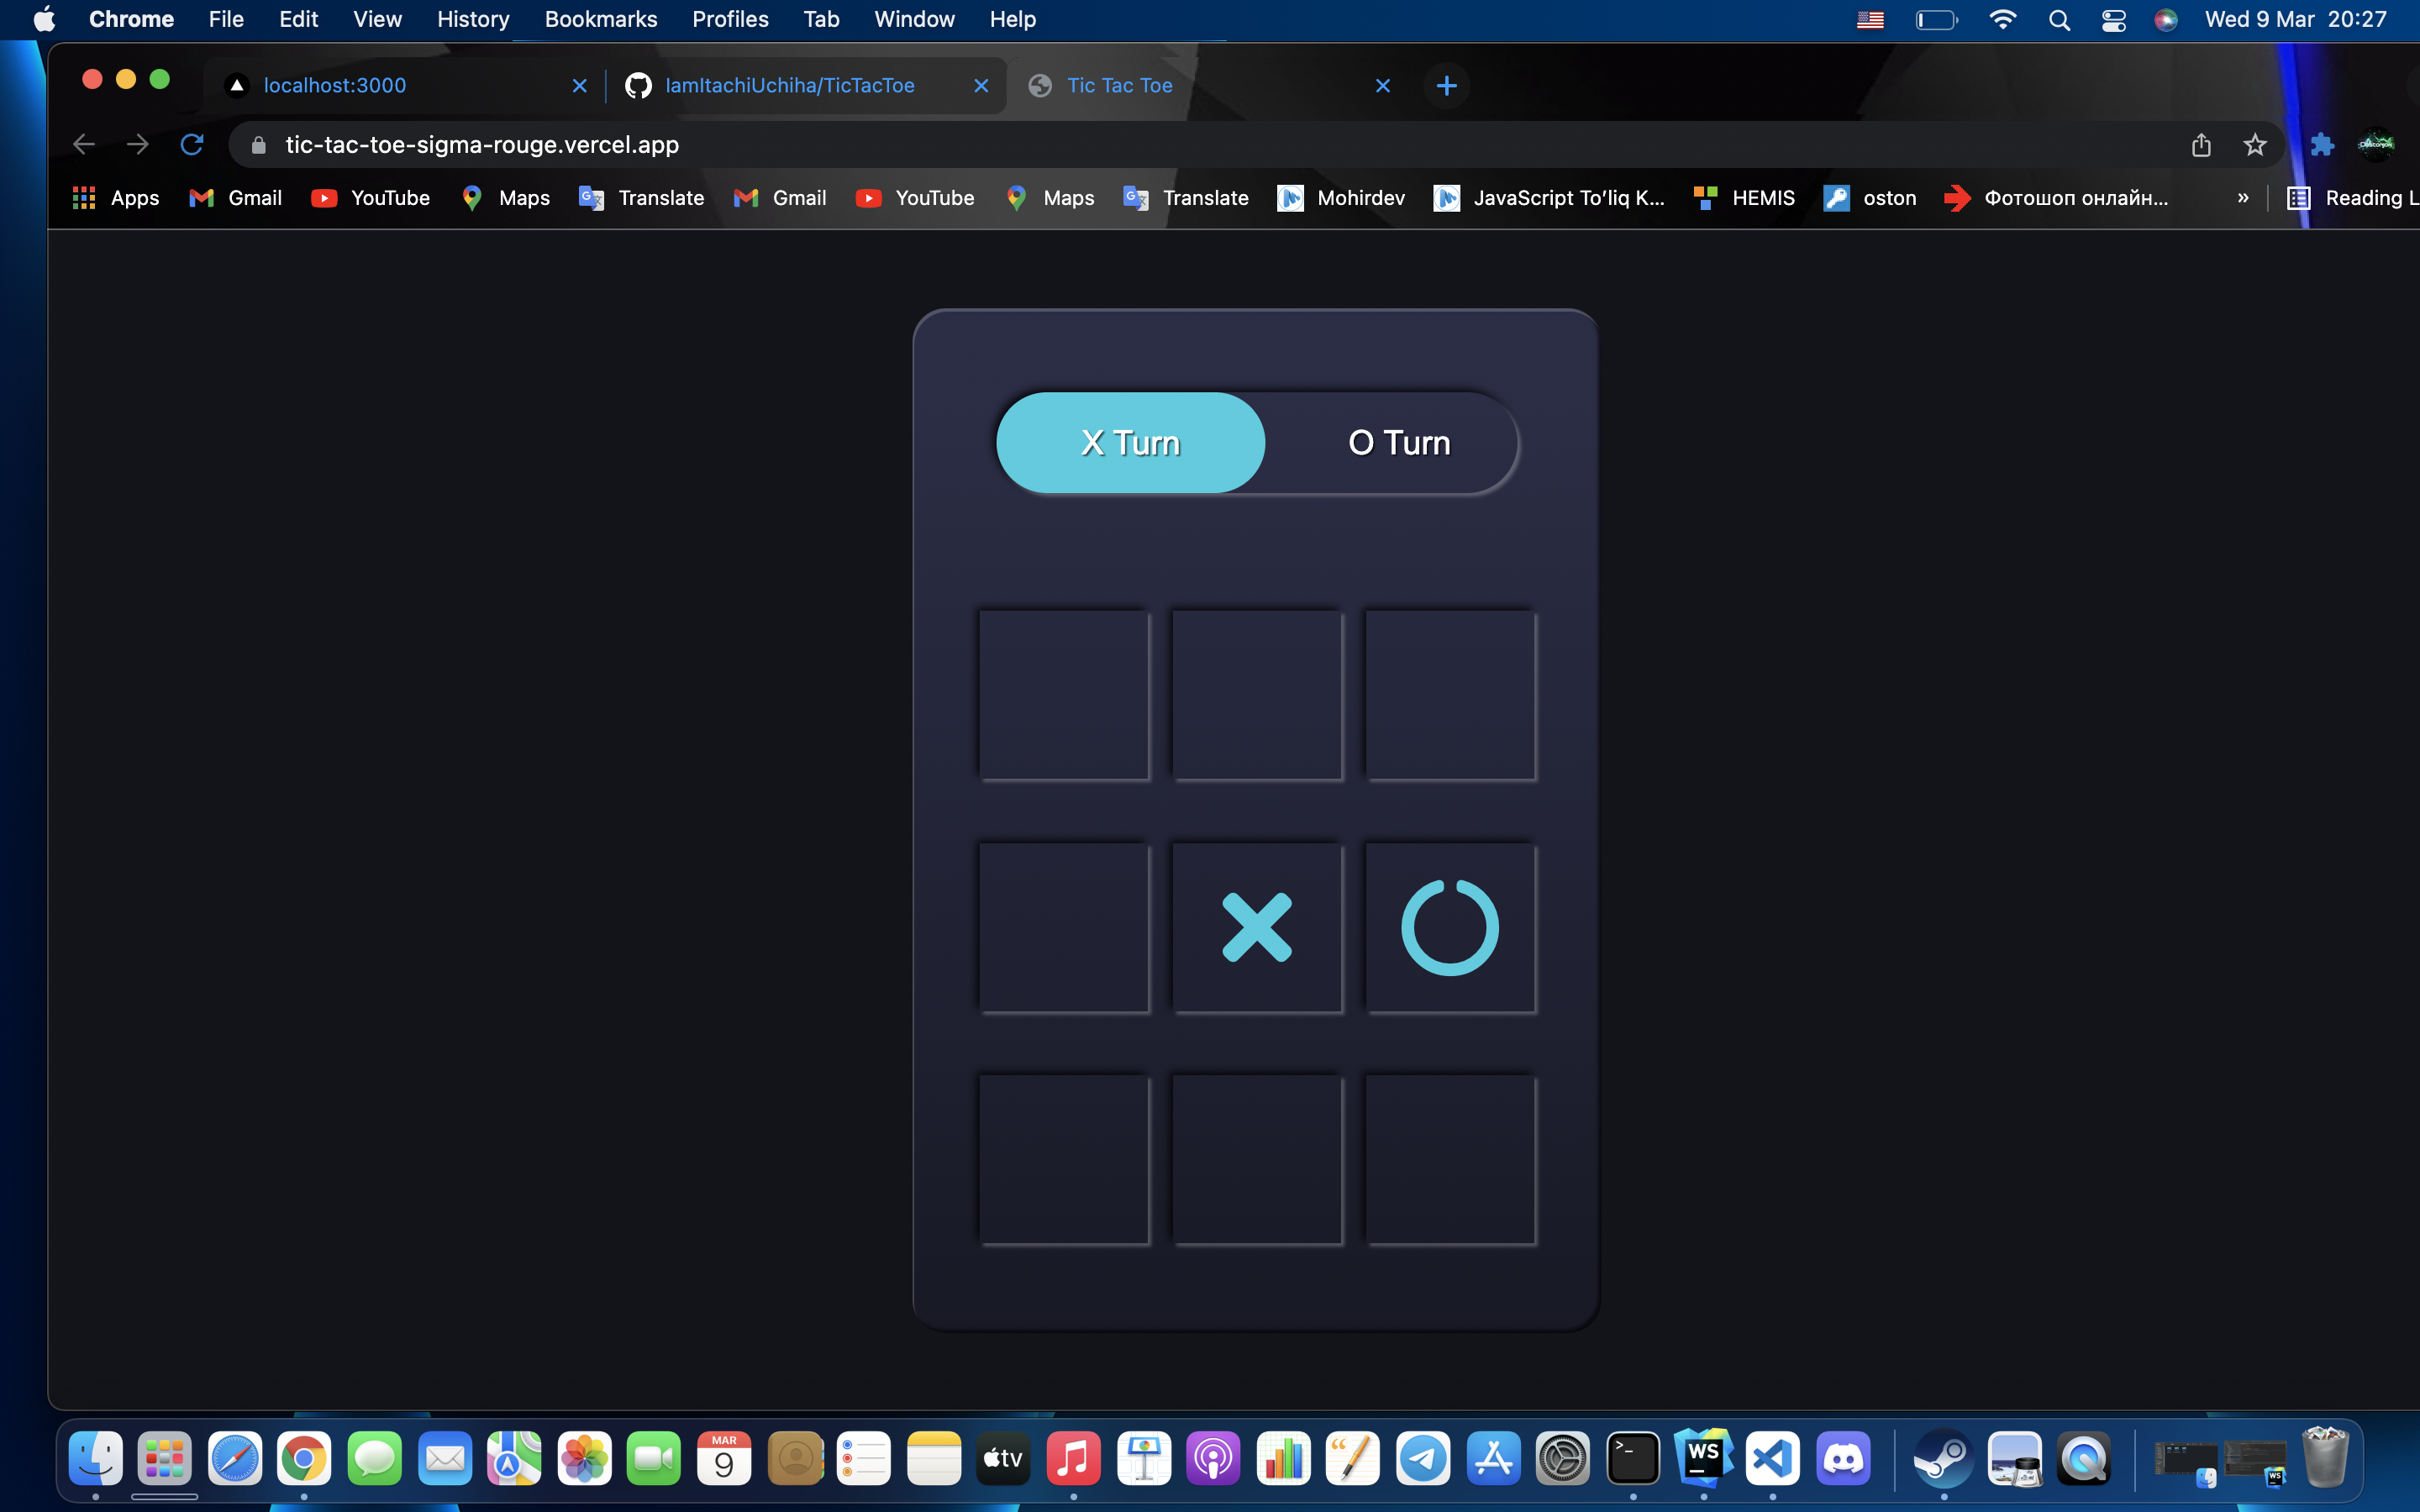 Chrome File Edit View History Bookmarks Profiles Tab Window Help Wed 9 Mar 20:27
localhost:3000 IamItachiUchiha/TicTacToe Tic Tac Toe
tic-tac-toe-sigma-rouge.vercel.app
Apps Gmail YouTube Maps Translate Gmail YouTube Maps Translate Mohirdev JavaScript To‘liq K... HEMIS oston Фотошоп онлайн... » Reading L
X Turn O Turn
MAR
9
tv
WS